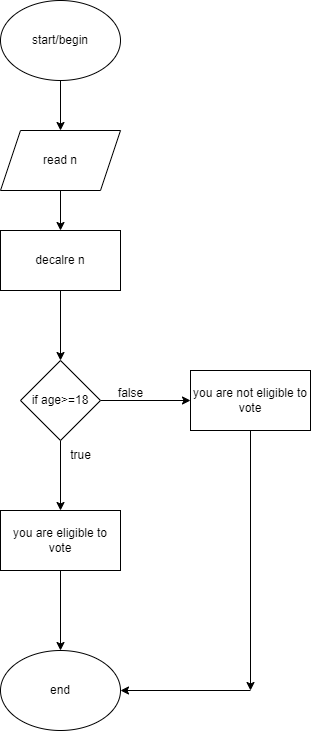 start/begin
read n
decalre n
if age>=18
false
you are not eligible to
vote
true
you are eligible to
vote
end